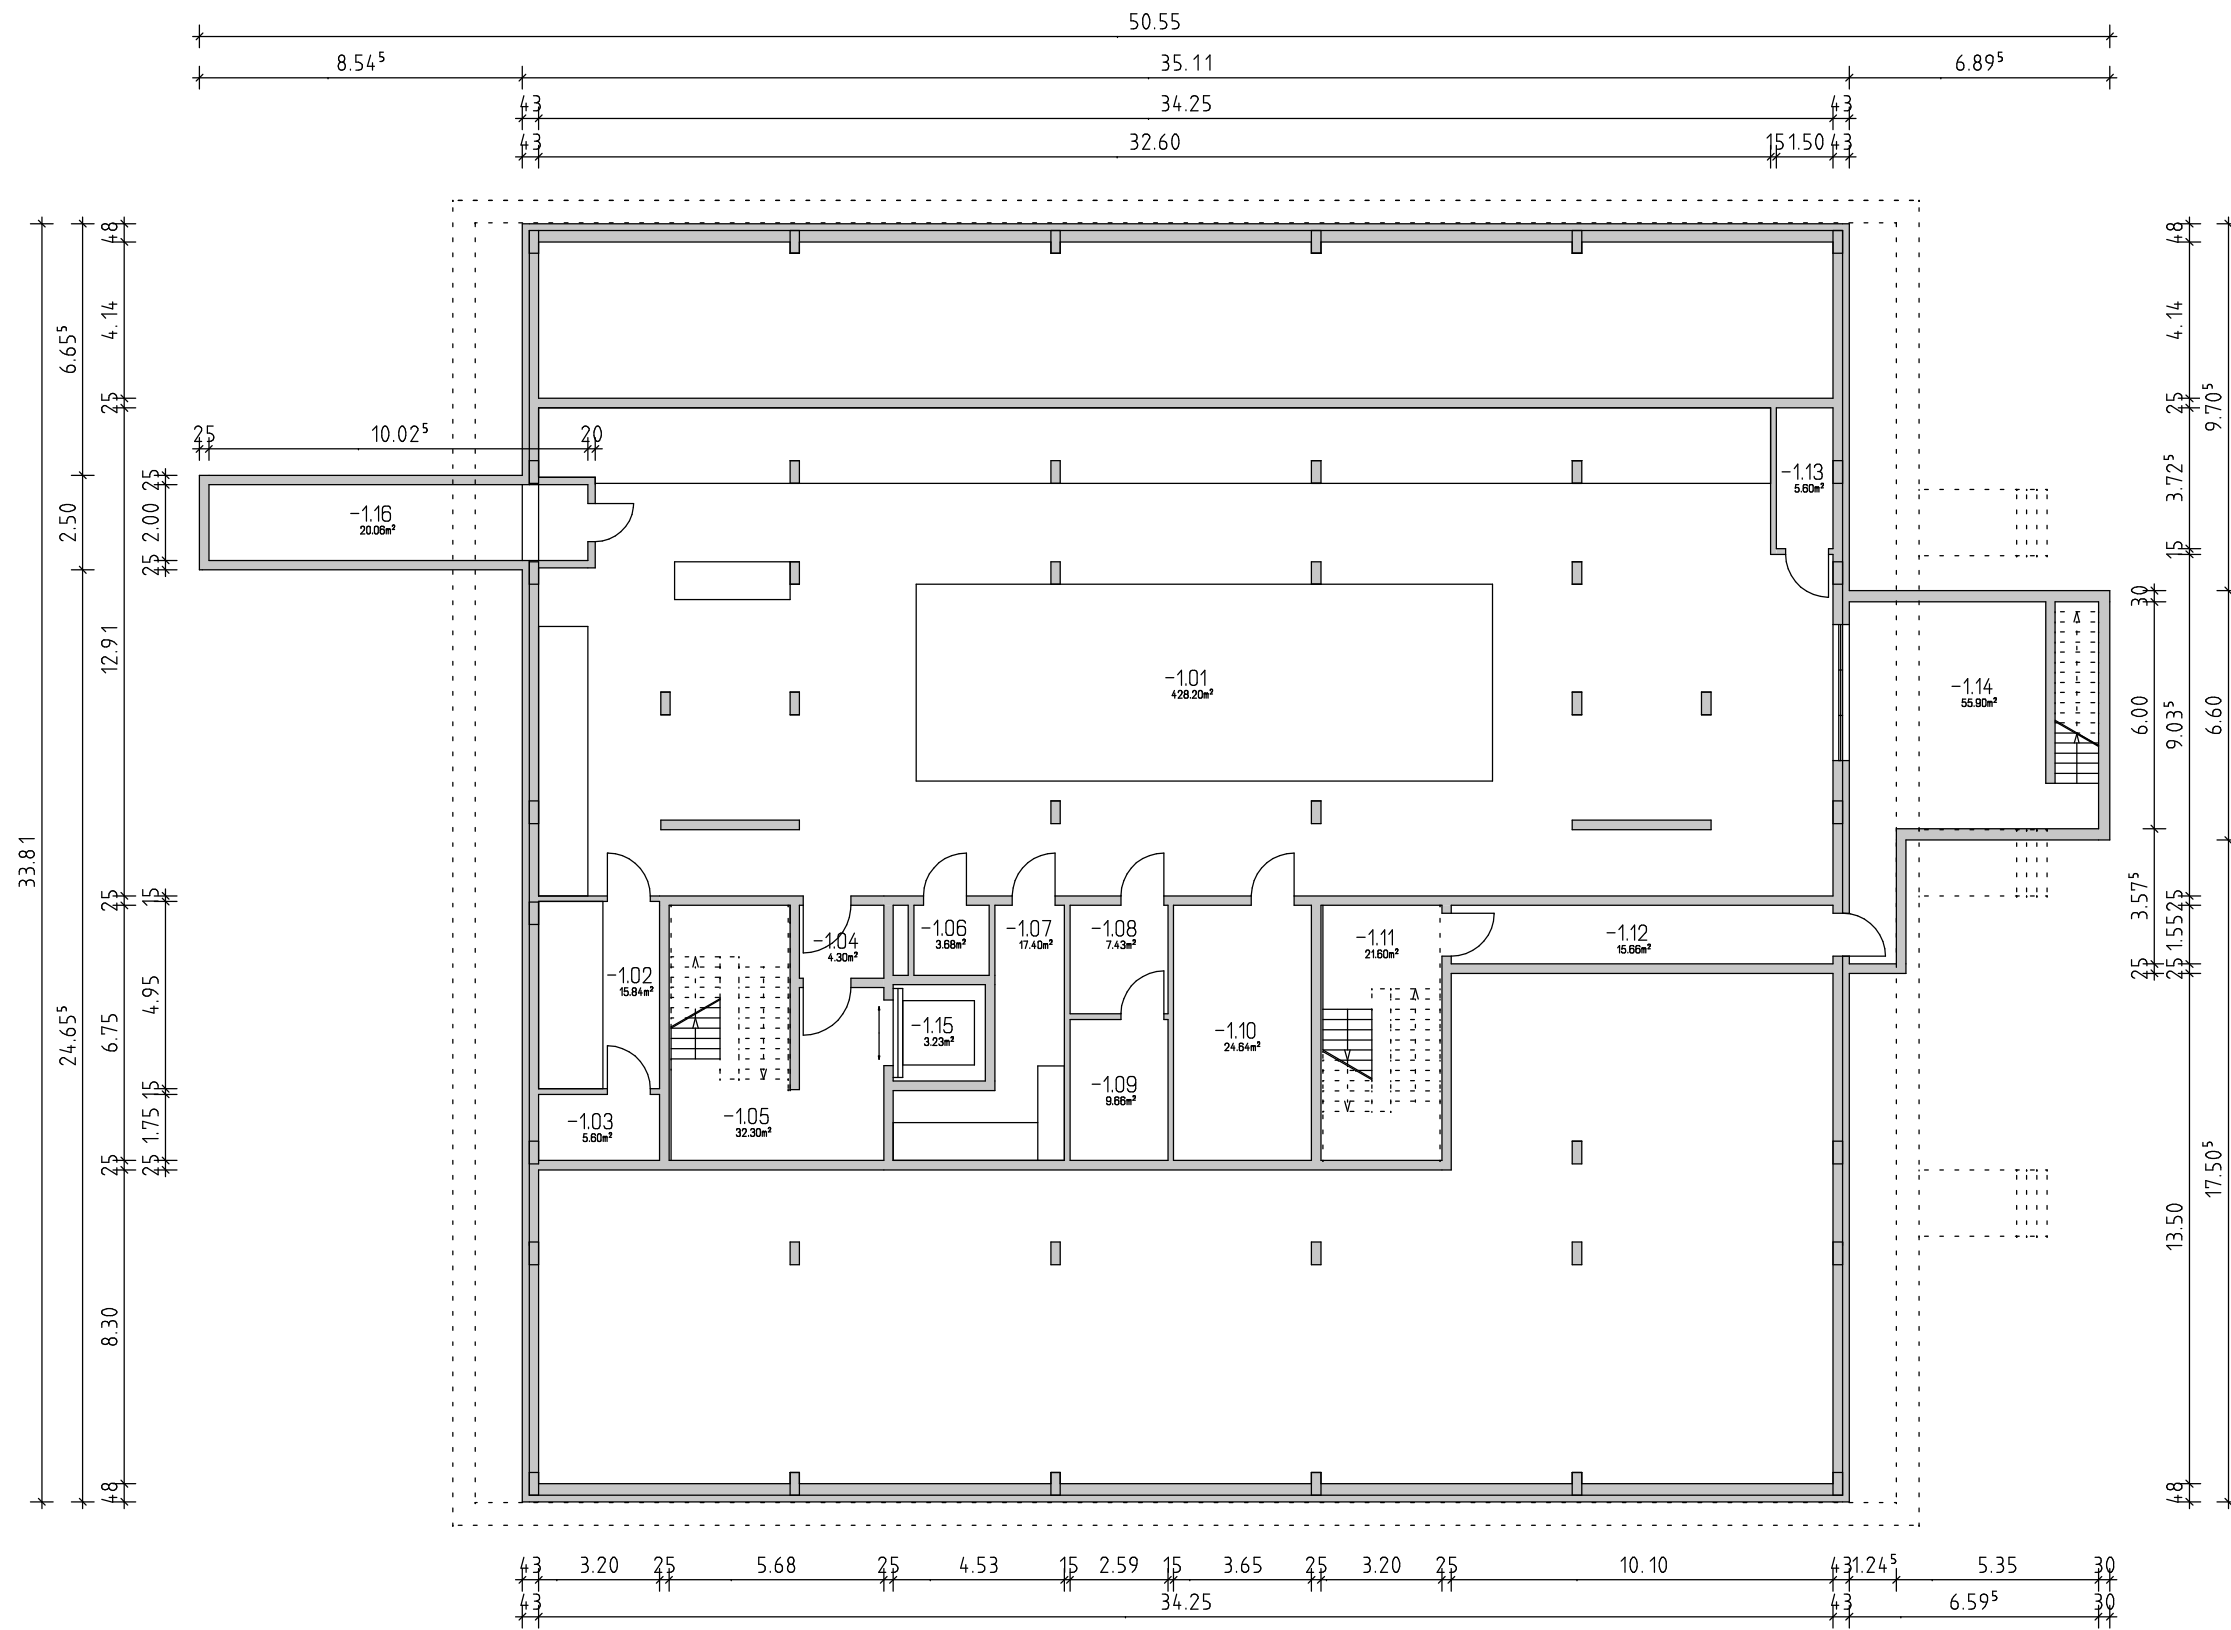 50.55
8.54⁵ 35.11 6.89⁵
43 34.25 43
43 32.60 15 1.50 43
33.81
6.65⁵
2.50
24.65⁵
48
4.14
25
12.91
25
6.75
25
8.30
48
25
2.00
25
15
4.95
15
1.75
25
25 10.02⁵ 20
-1.16
20.06m²
-1.13
5.60m²
-1.01
428.20m²
-1.14
55.90m²
-1.02
15.84m²
-1.03
5.60m²
-1.04
4.30m²
-1.05
32.30m²
-1.06
3.68m²
-1.07
17.40m²
-1.08
7.43m²
-1.09
9.66m²
-1.10
24.64m²
-1.11
21.60m²
-1.12
15.66m²
-1.15
3.23m²
30
6.00
3.57⁵
25
48
4.14
25
3.72⁵
15
9.03⁵
25
1.55
25
13.50
48
9.70⁵
6.60
17.50⁵
43 3.20 25 5.68 25 4.53 15 2.59 15 3.65 25 3.20 25 10.10 43 1.24⁵ 5.35 30
43 34.25 43 6.59⁵ 30